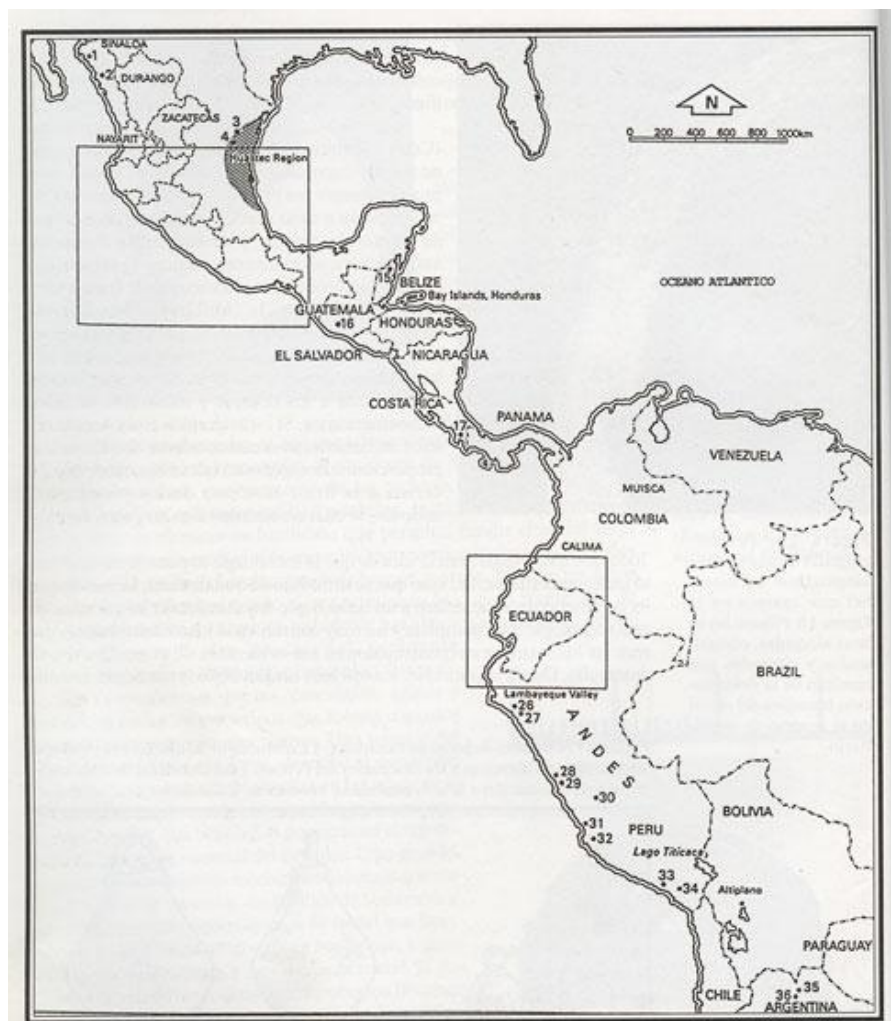 SINALOA
1
2
DURANGO
ZACATECAS
NAYARIT
3
4
Huastec Region
N
0 200 400 600 800 1000km
OCEANO ATLANTICO
15
BELIZE
Bay Islands, Honduras
GUATEMALA
16
HONDURAS
EL SALVADOR
NICARAGUA
COSTA RICA
PANAMA
17
VENEZUELA
MUISCA
COLOMBIA
CALIMA
ECUADOR
BRAZIL
Lambayeque Valley
26
27
ANDES
28
29
30
BOLIVIA
31
32
PERU
Lago Titicaca
33
34
Altiplano
PARAGUAY
CHILE
35
36
ARGENTINA